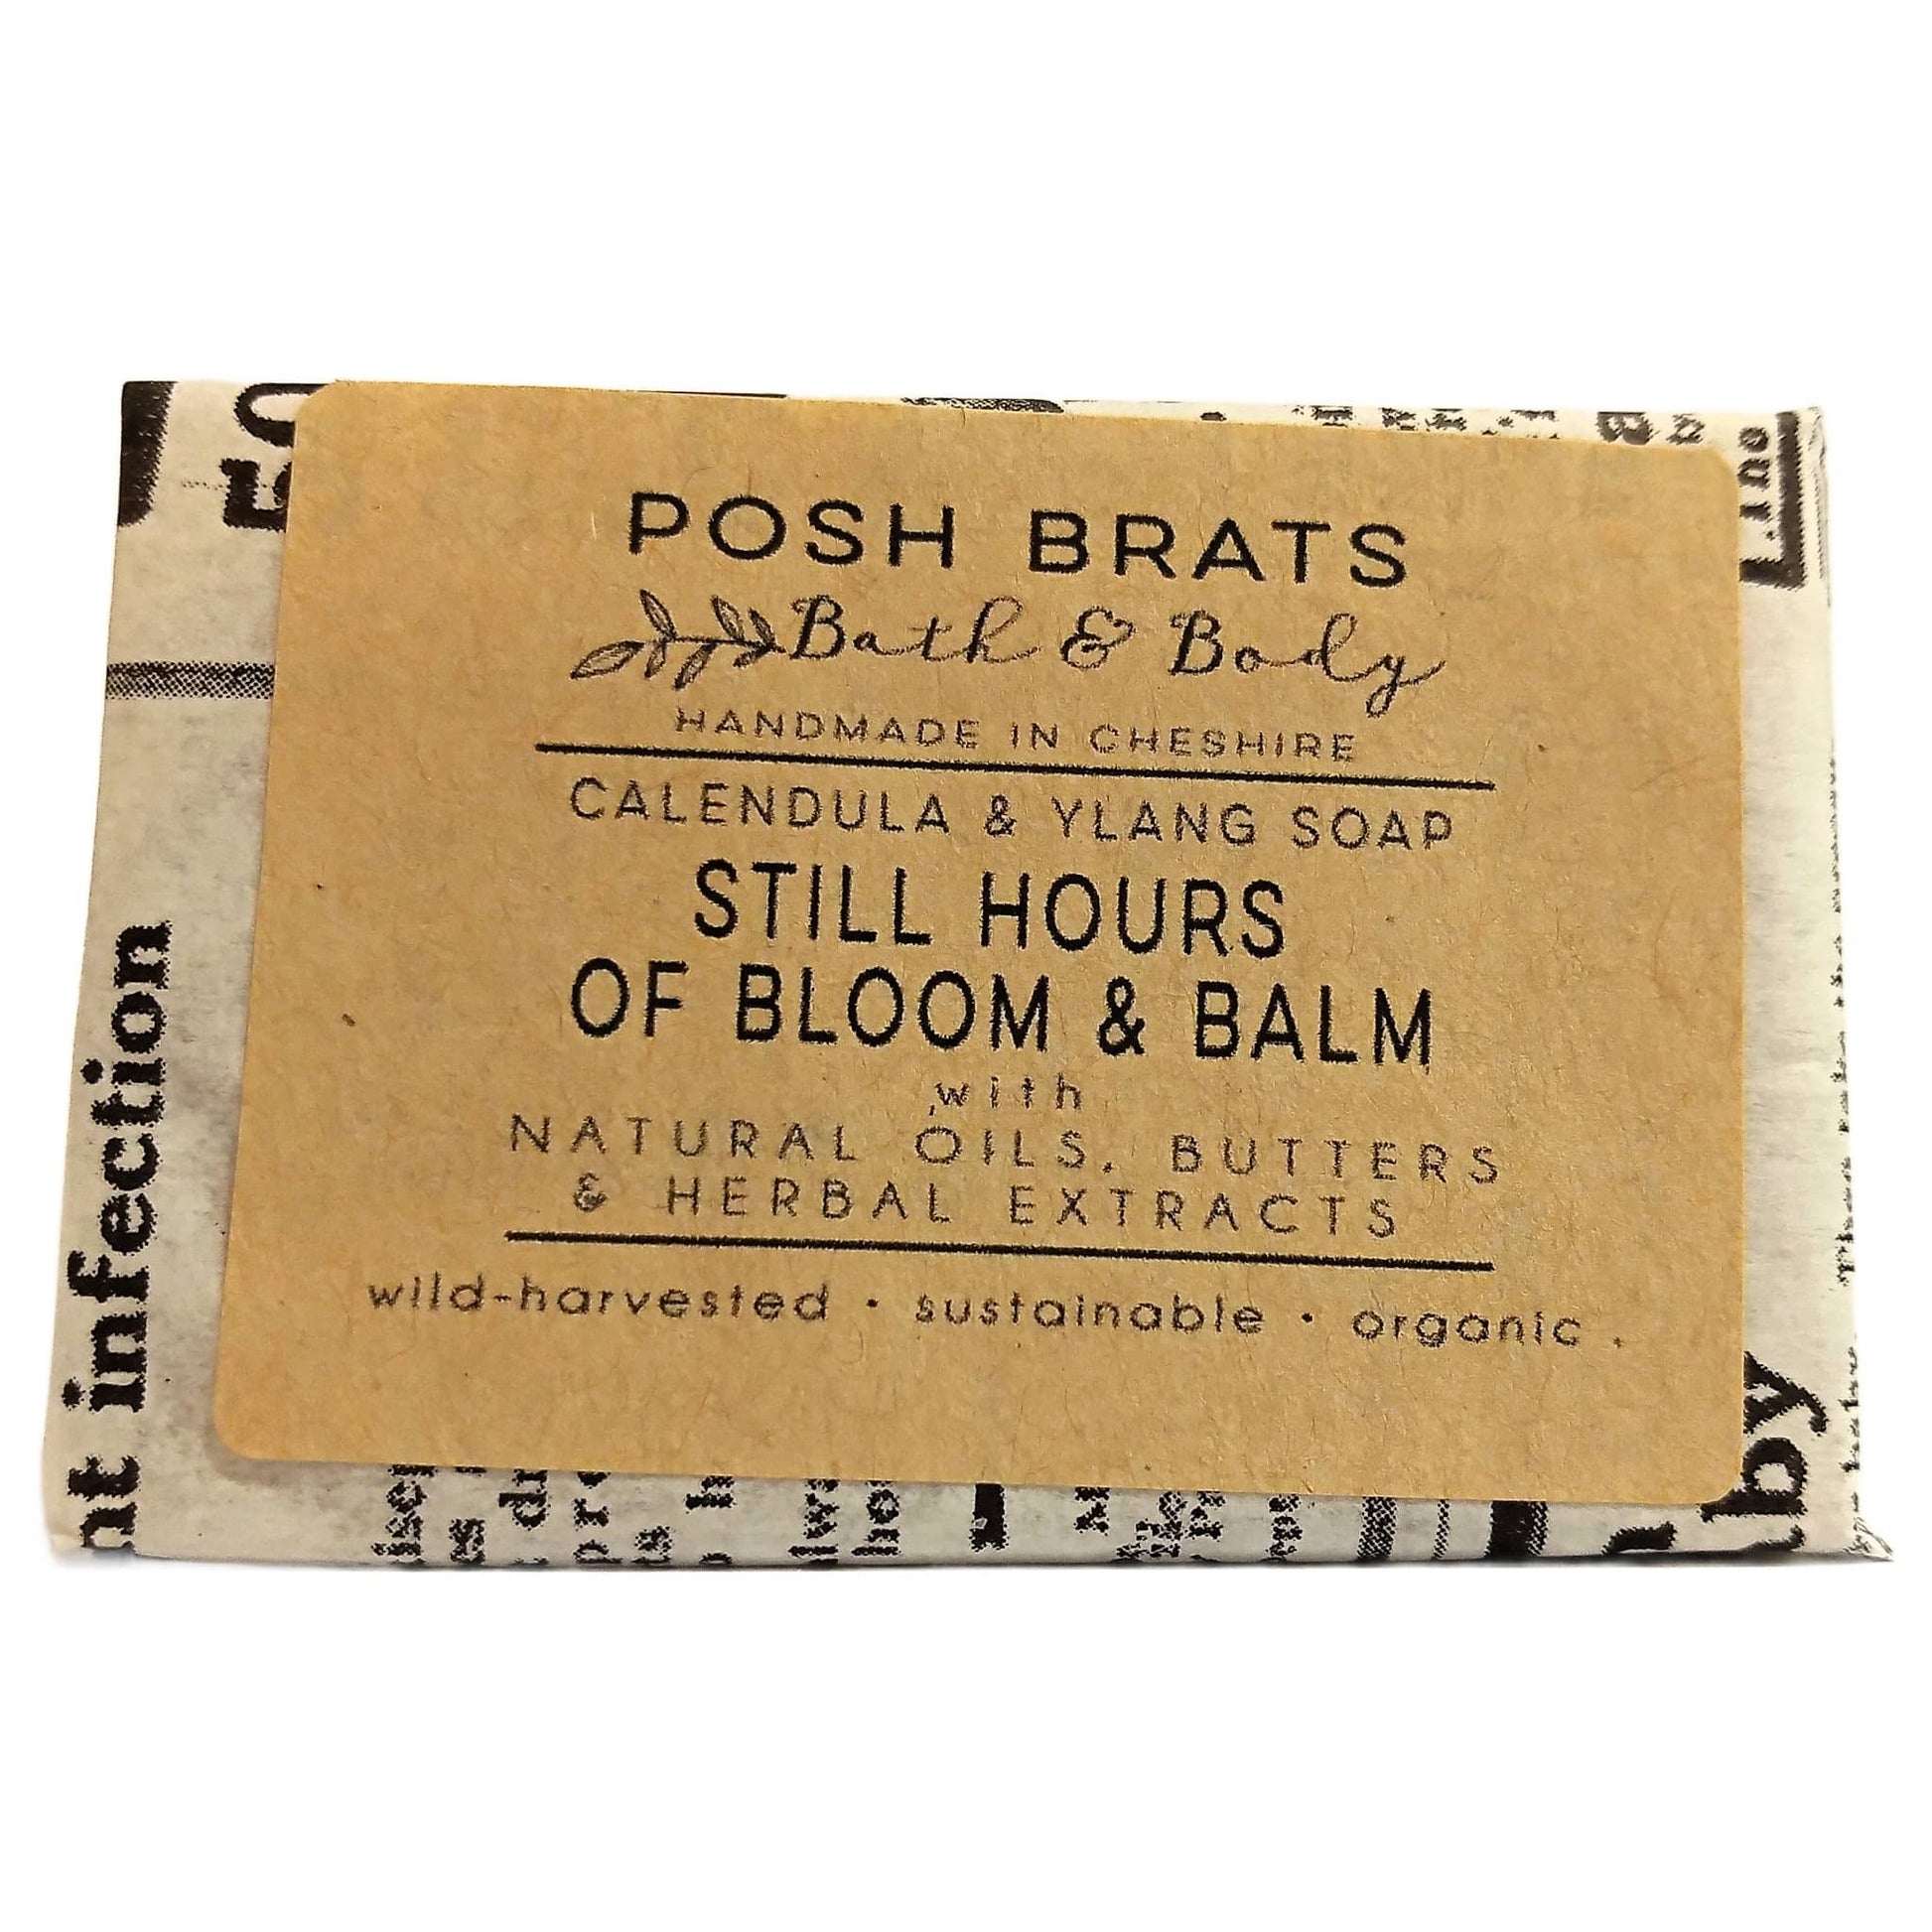 POSH BRATS
Bath & Body
HANDMADE IN CHESHIRE
CALENDULA & YLANG SOAP
STILL HOURS
OF BLOOM & BALM
with
NATURAL OILS, BUTTERS
& HERBAL EXTRACTS
wild-harvested • sustainable • organic .
infection